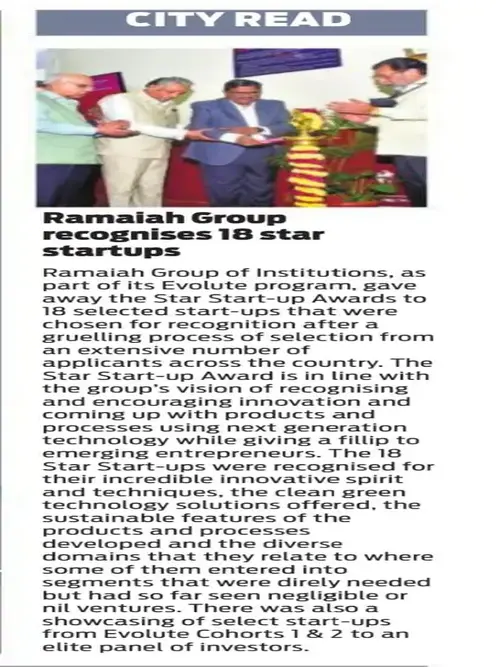 CITY READ
Ramaiah Group
recognises 18 star
startups
Ramaiah Group of Institutions, as
part of its Evolute program, gave
away the Star Start-up Awards to
18 selected start-ups that were
chosen for recognition after a
gruelling process of selection from
an extensive number of
applicants across the country. The
Star Start-up Award is in line with
the group's vision of recognising
and encouraging innovation and
coming up with products and
processes using next generation
technology while giving a fillip to
emerging entrepreneurs. The 18
Star Start-ups were recognised for
their incredible innovative spirit
and techniques, the clean green
technology solutions offered, the
sustainable features of the
products and processes
developed and the diverse
domains that they relate to where
some of them entered into
segments that were direly needed
but had so far seen negligible or
nil ventures. There was also a
showcasing of select start-ups
from Evolute Cohorts 1 & 2 to an
elite panel of investors.